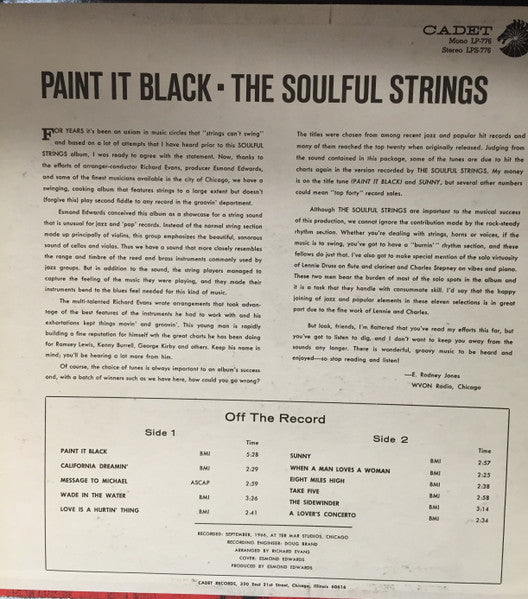 CADET
Mono LP-776
Stereo LPS-776
PAINT IT BLACK · THE SOULFUL STRINGS
FOR YEARS it's been an axiom in music circles that "strings can't swing"
and based on a lot of attempts that I have heard prior to this SOULFUL
STRINGS album, I was ready to agree with the statement. Now, thanks to
the efforts of arranger-conductor Richard Evans, producer Esmond Edwards,
and some of the finest musicians available in the city of Chicago, we have a
swinging, cooking album that features strings to a large extent but doesn't
(forgive this) play second fiddle to any record in the groovin' department.
Esmond Edwards conceived this album as a showcase for a string sound
that is unusual for jazz and 'pop' records. Instead of the normal string section
made up principally of violins, this group emphasizes the beautiful, sonorous
sound of cellos and violas. Thus we have a sound that more closely resembles
the range and timbre of the reed and brass instruments commonly used by
jazz groups. But in addition to the sound, the string players managed to
capture the feeling of the music they were playing, and they made their
instruments bend to the blues feel needed for this kind of music.
The multi-talented Richard Evans wrote arrangements that took advan-
tage of the best features of the instruments he had to work with and his
exhortations kept things movin' and groovin'. This young man is rapidly
building a fine reputation for himself with the great charts he has been doing
for Ramsey Lewis, Kenny Burrell, George Kirby and others. Keep his name in
mind; you'll be hearing a lot more from him.
Of course, the choice of tunes is always important to an album's success
and, with a batch of winners such as we have here, how could you go wrong?
The titles were chosen from among recent jazz and popular hit records and
many of them reached the top twenty when originally released. Judging from
the sound contained in this package, some of the tunes are due to hit the
charts again in the version recorded by THE SOULFUL STRINGS. My money
is on the title tune (PAINT IT BLACK) and SUNNY, but several other numbers
could mean "top forty" record sales.
Although THE SOULFUL STRINGS are important to the musical success
of this production, we cannot ignore the contribution made by the rock-steady
rhythm section. Whether you're dealing with strings, horns or voices, if the
music is to swing, you've got to have a "burnin'" rhythm section, and these
fellows do just that. I've also got to make special mention of the solo virtuosity
of Lennie Druss on flute and clarinet and Charles Stepney on vibes and piano.
These two men bear the burden of most of the solo spots in the album and
it is a task that they handle with consummate skill. I'd say that the happy
joining of jazz and popular elements in these eleven selections is in great
part due to the fine work of Lennie and Charles.
But look, friends, I'm flattered that you've read my efforts this far, but
you've got to listen to dig, and I don't want to keep you away from the
sounds any longer. There is wonderful, groovy music to be heard and
enjoyed—so stop reading and listen!
—E. Rodney Jones
WVON Radio, Chicago
Off The Record
Side 1
Time
PAINT IT BLACK BMI 5:28
CALIFORNIA DREAMIN' BMI 2:29
MESSAGE TO MICHAEL ASCAP 2:59
WADE IN THE WATER BMI 3:26
LOVE IS A HURTIN' THING BMI 2:41
Side 2
Time
SUNNY BMI 2:57
WHEN A MAN LOVES A WOMAN BMI 2:25
EIGHT MILES HIGH BMI 2:38
TAKE FIVE BMI 2:58
THE SIDEWINDER BMI 3:14
A LOVER'S CONCERTO BMI 2:34
RECORDED: SEPTEMBER, 1966, AT TER MAR STUDIOS, CHICAGO
RECORDING ENGINEER: DOUG BRAND
ARRANGED BY RICHARD EVANS
COVER: ESMOND EDWARDS
PRODUCED BY ESMOND EDWARDS
CADET RECORDS, 320 East 21st Street, Chicago, Illinois 60616